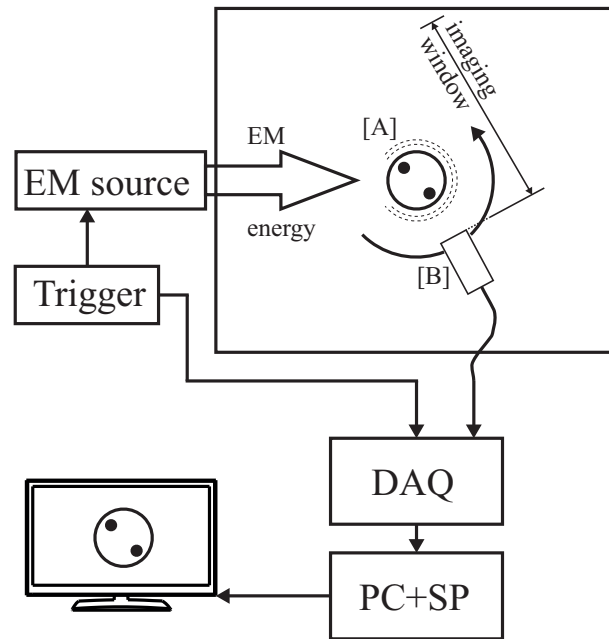 imaging
window
[A]
EM
EM source
energy
[B]
Trigger
DAQ
PC+SP